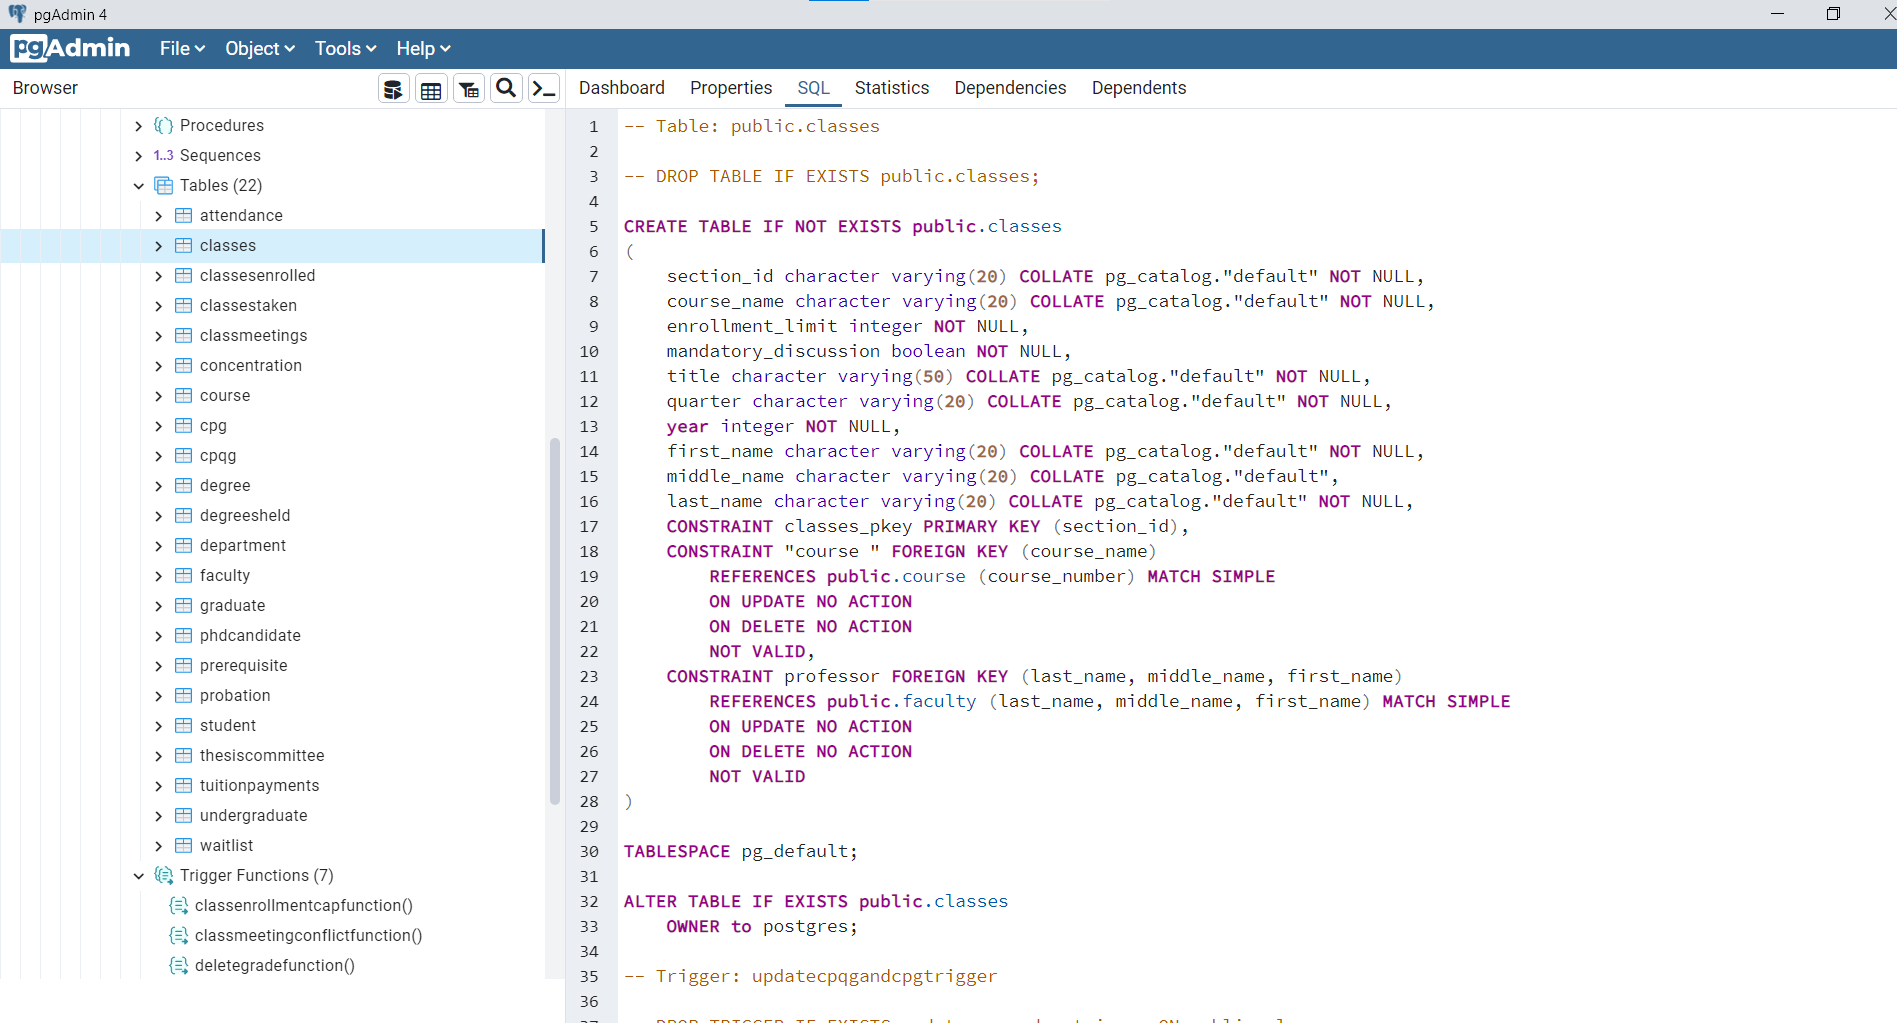 pgAdmin 4
pgAdmin File Object Tools Help
Browser
Dashboard Properties SQL Statistics Dependencies Dependents
Procedures
1..3 Sequences
Tables (22)
attendance
classes
classesenrolled
classestaken
classmeetings
concentration
course
cpg
cpqg
degree
degreesheld
department
faculty
graduate
phdcandidate
prerequisite
probation
student
thesiscommittee
tuitionpayments
undergraduate
waitlist
Trigger Functions (7)
classenrollmentcapfunction()
classmeetingconflictfunction()
deletegradefunction()
1 -- Table: public.classes
2
3 -- DROP TABLE IF EXISTS public.classes;
4
5 CREATE TABLE IF NOT EXISTS public.classes
6 (
7 section_id character varying(20) COLLATE pg_catalog."default" NOT NULL,
8 course_name character varying(20) COLLATE pg_catalog."default" NOT NULL,
9 enrollment_limit integer NOT NULL,
10 mandatory_discussion boolean NOT NULL,
11 title character varying(50) COLLATE pg_catalog."default" NOT NULL,
12 quarter character varying(20) COLLATE pg_catalog."default" NOT NULL,
13 year integer NOT NULL,
14 first_name character varying(20) COLLATE pg_catalog."default" NOT NULL,
15 middle_name character varying(20) COLLATE pg_catalog."default",
16 last_name character varying(20) COLLATE pg_catalog."default" NOT NULL,
17 CONSTRAINT classes_pkey PRIMARY KEY (section_id),
18 CONSTRAINT "course " FOREIGN KEY (course_name)
19 REFERENCES public.course (course_number) MATCH SIMPLE
20 ON UPDATE NO ACTION
21 ON DELETE NO ACTION
22 NOT VALID,
23 CONSTRAINT professor FOREIGN KEY (last_name, middle_name, first_name)
24 REFERENCES public.faculty (last_name, middle_name, first_name) MATCH SIMPLE
25 ON UPDATE NO ACTION
26 ON DELETE NO ACTION
27 NOT VALID
28 )
29
30 TABLESPACE pg_default;
31
32 ALTER TABLE IF EXISTS public.classes
33 OWNER to postgres;
34
35 -- Trigger: updatecpqgandcpgtrigger
36